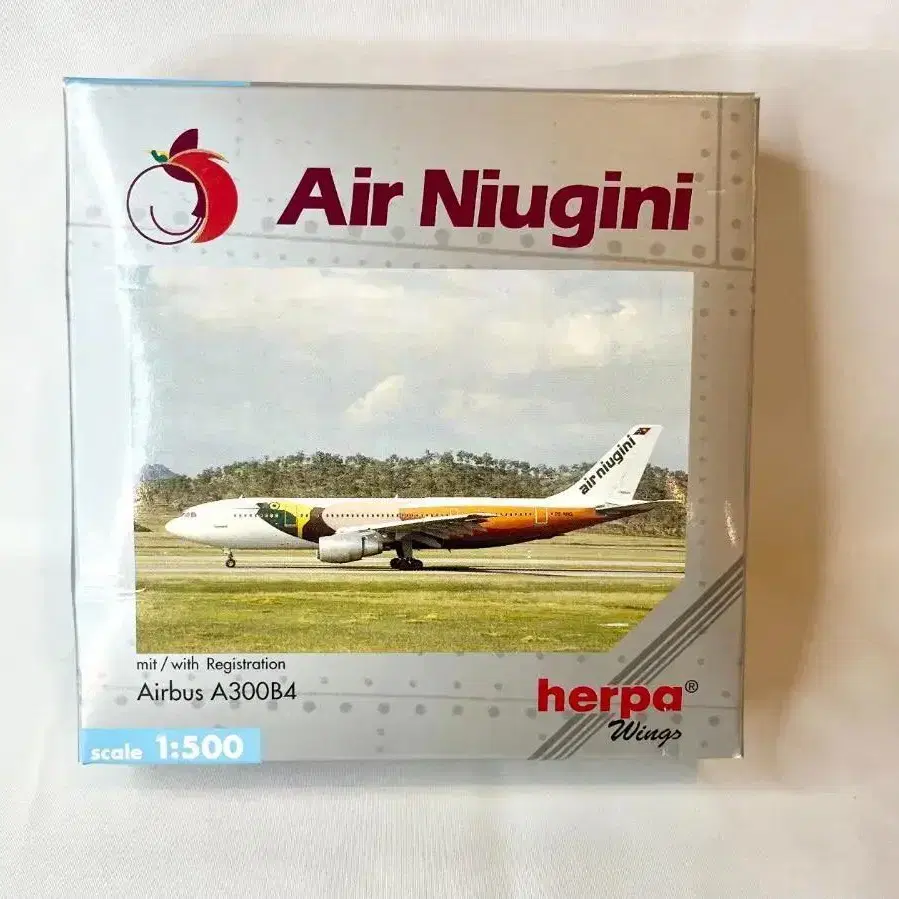 Air Niugini
air niugini
mit / with Registration
Airbus A300B4
herpa®
Wings
scale 1:500